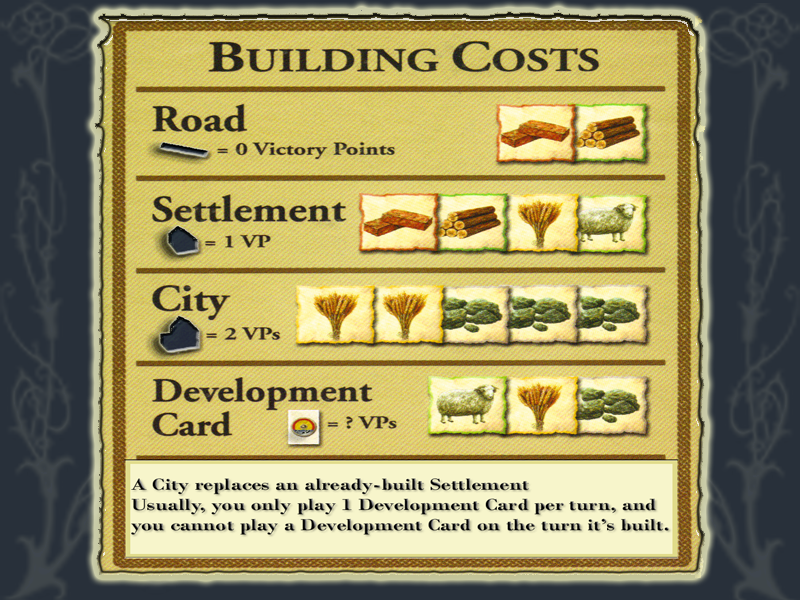 BUILDING COSTS
Road
= 0 Victory Points
Settlement
= 1 VP
City
= 2 VPs
Development
Card
= ? VPs
A City replaces an already-built Settlement
Usually, you only play 1 Development Card per turn, and
you cannot play a Development Card on the turn it's built.